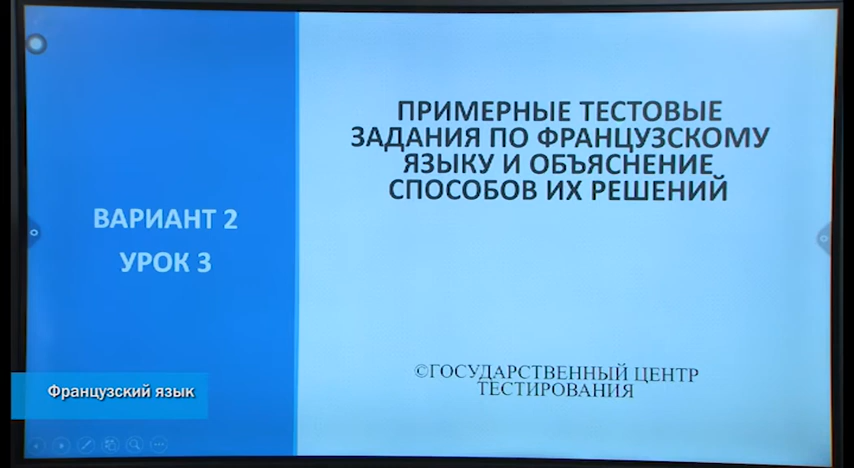 ВАРИАНТ 2
УРОК 3
ПРИМЕРНЫЕ ТЕСТОВЫЕ
ЗАДАНИЯ ПО ФРАНЦУЗСКОМУ
ЯЗЫКУ И ОБЪЯСНЕНИЕ
СПОСОБОВ ИХ РЕШЕНИЙ
©ГОСУДАРСТВЕННЫЙ ЦЕНТР
ТЕСТИРОВАНИЯ
Французский язык